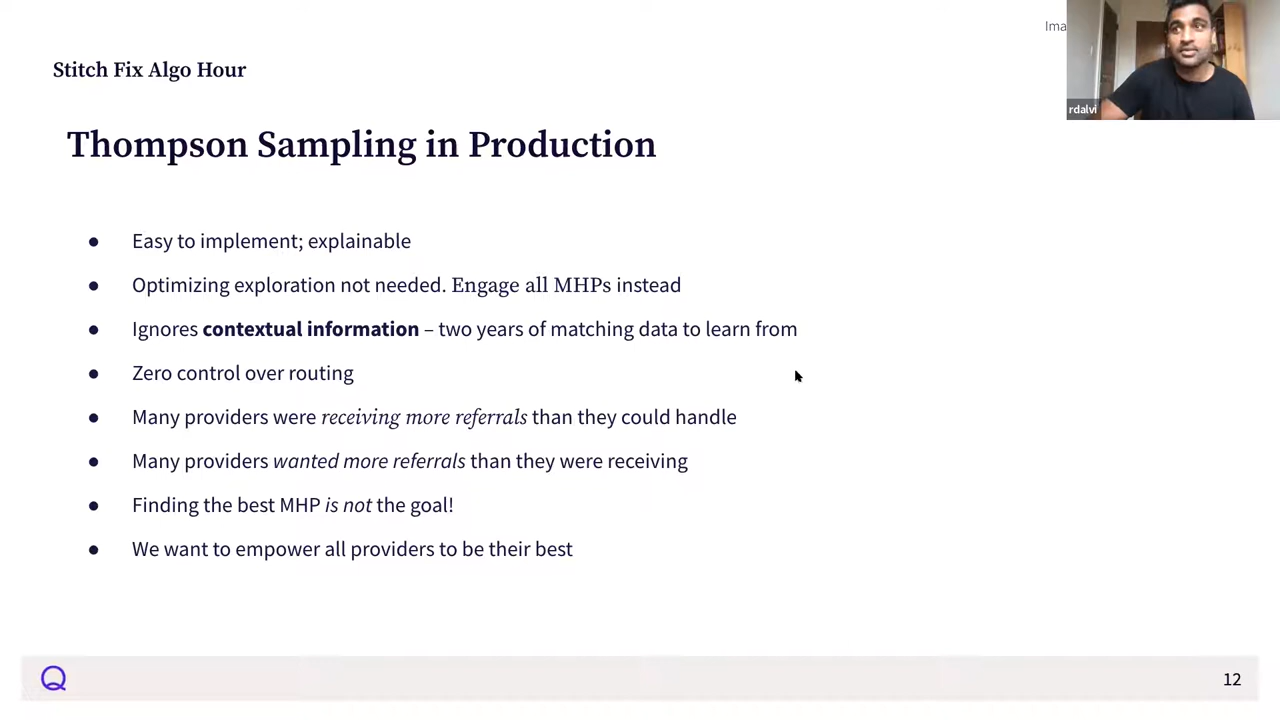 Ima
Stitch Fix Algo Hour
rdalvi
Thompson Sampling in Production
● Easy to implement; explainable
● Optimizing exploration not needed. Engage all MHPs instead
● Ignores contextual information – two years of matching data to learn from
● Zero control over routing
● Many providers were receiving more referrals than they could handle
● Many providers wanted more referrals than they were receiving
● Finding the best MHP is not the goal!
● We want to empower all providers to be their best
12